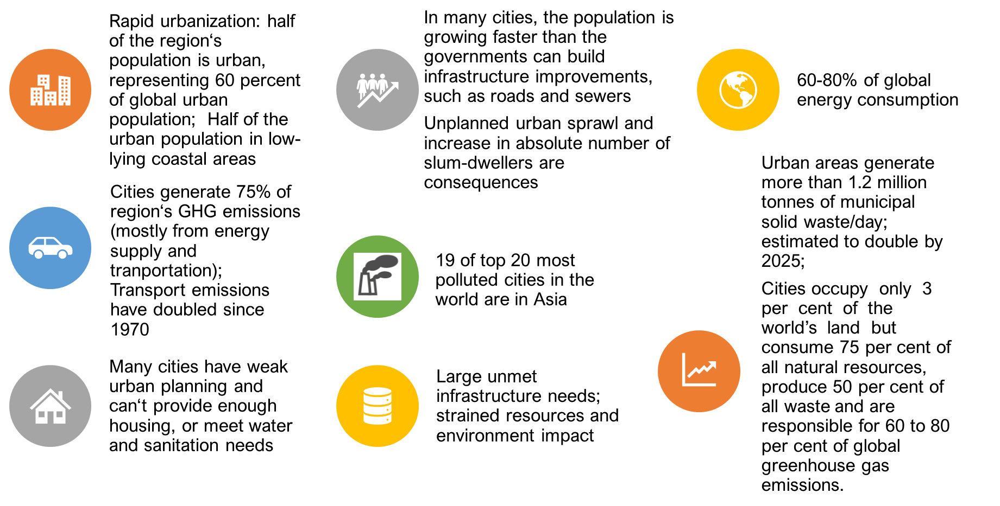 Rapid urbanization: half
of the region‘s
population is urban,
representing 60 percent
of global urban
population;  Half of the
urban population in low-
lying coastal areas
Cities generate 75% of
region‘s GHG emissions
(mostly from energy
supply and
tranportation);
Transport emissions
have doubled since
1970
Many cities have weak
urban planning and
can‘t provide enough
housing, or meet water
and sanitation needs
In many cities, the population is
growing faster than the
governments can build
infrastructure improvements,
such as roads and sewers
Unplanned urban sprawl and
increase in absolute number of
slum-dwellers are
consequences
19 of top 20 most
polluted cities in the
world are in Asia
Large unmet
infrastructure needs;
strained resources and
environment impact
60-80% of global
energy consumption
Urban areas generate
more than 1.2 million
tonnes of municipal
solid waste/day;
estimated to double by
2025;
Cities occupy  only  3
per  cent  of  the
world’s  land  but
consume 75 per cent of
all natural resources,
produce 50 per cent of
all waste and are
responsible for 60 to 80
per cent of global
greenhouse gas
emissions.